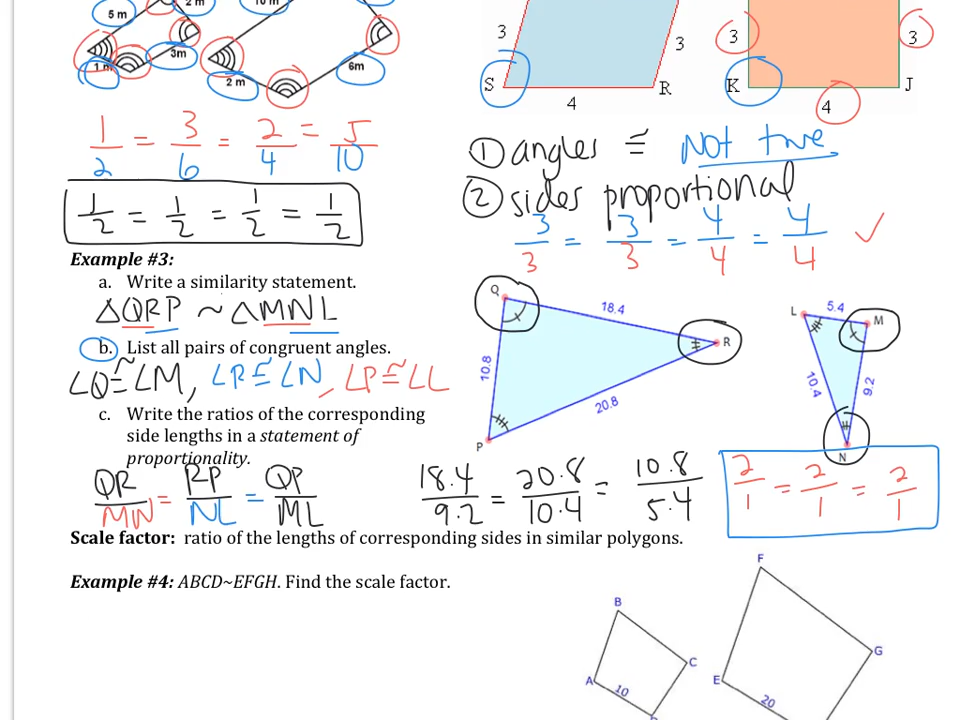 5 m
2 m
10 m
3m
1 m
2 m
6m
3
3
S
R
4
3
3
K
J
4
1/2 = 3/6 = 2/4 = 5/10
1/2 = 1/2 = 1/2 = 1/2
① angles ≅ Not true
② sides proportional
3/3 = 3/3 = 4/4 = 4/4 ✓
Example #3:
a. Write a similarity statement.
△QRP ~ △MNL
b. List all pairs of congruent angles.
∠Q≅∠M, ∠R≅∠N, ∠P≅∠L
c. Write the ratios of the corresponding
side lengths in a statement of
proportionality.
QR/MN = RP/NL = QP/ML
18.4/9.2 = 20.8/10.4 = 10.8/5.4
2/1 = 2/1 = 2/1
Q
18.4
R
10.8
20.8
P
L
5.4
M
10.4
9.2
N
Scale factor: ratio of the lengths of corresponding sides in similar polygons.
Example #4: ABCD~EFGH. Find the scale factor.
F
B
G
C
A
10
E
20